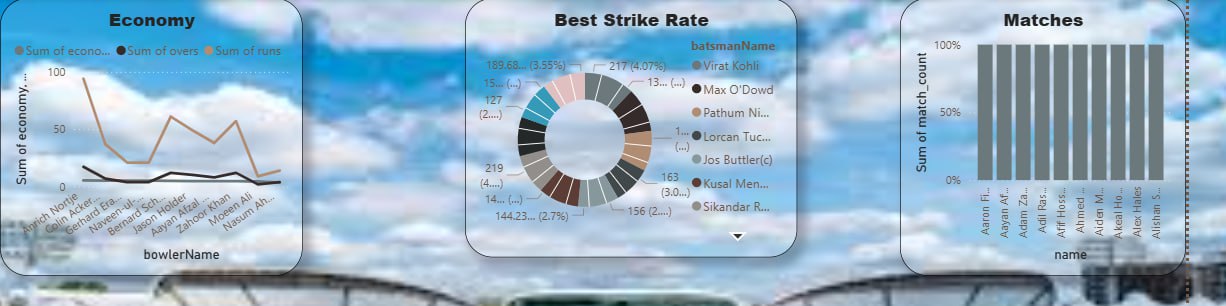 Economy
Sum of econo... Sum of overs Sum of runs
100
50
0
Sum of economy, ...
Anrich Nortje
Colin Acker...
Gerhard Era...
Naveen-ul-...
Bernard Sch...
Jason Holder
Aayan Afzal ...
Zahoor Khan
Moeen Ali
Nasum Ah...
bowlerName
Best Strike Rate
189.68... (3.55%)
217 (4.07%)
15... (...)
13... (...)
127
(2....)
1...
(...)
219
(4....)
163
(3.0...)
14... (...)
144.23... (2.7%)
156 (2....)
batsmanName
Virat Kohli
Max O'Dowd
Pathum Ni...
Lorcan Tuc...
Jos Buttler(c)
Kusal Men...
Sikandar R...
Matches
100%
50%
0%
Sum of match_count
Aaron Fi...
Aayan Af...
Adam Za...
Adil Ras...
Afif Hoss...
Ahmed ...
Aiden M...
Akeal Ho...
Alex Hales
Alishan S...
name